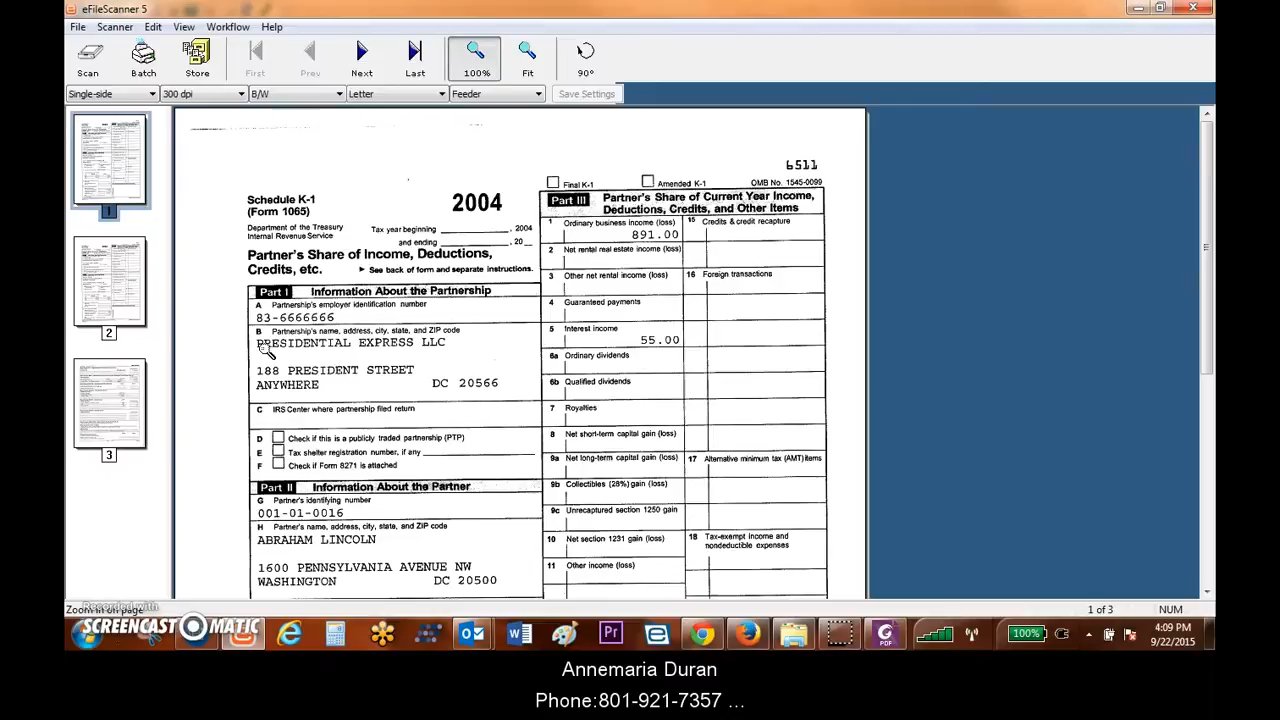 eFileScanner 5
File Scanner Edit View Workflow Help
Scan Batch Store First Prev Next Last 100% Fit 90°
Single-side 300 dpi B/W Letter Feeder Save Settings
6511
Final K-1 Amended K-1 OMB No. 1545-0099
Schedule K-1
(Form 1065)
2004
Department of the Treasury
Internal Revenue Service
Tax year beginning , 2004
and ending , 20
Partner's Share of Income, Deductions,
Credits, etc. See back of form and separate instructions.
Part I Information About the Partnership
A Partnership's employer identification number
83-6666666
B Partnership's name, address, city, state, and ZIP code
PRESIDENTIAL EXPRESS LLC
188 PRESIDENT STREET
ANYWHERE DC 20566
C IRS Center where partnership filed return
D Check if this is a publicly traded partnership (PTP)
E Tax shelter registration number, if any
F Check if Form 8271 is attached
Part II Information About the Partner
G Partner's identifying number
001-01-0016
H Partner's name, address, city, state, and ZIP code
ABRAHAM LINCOLN
1600 PENNSYLVANIA AVENUE NW
WASHINGTON DC 20500
Part III Partner's Share of Current Year Income,
Deductions, Credits, and Other Items
1 Ordinary business income (loss)
891.00
15 Credits & credit recapture
2 Net rental real estate income (loss)
3 Other net rental income (loss)
16 Foreign transactions
4 Guaranteed payments
5 Interest income
55.00
6a Ordinary dividends
6b Qualified dividends
7 Royalties
8 Net short-term capital gain (loss)
9a Net long-term capital gain (loss)
17 Alternative minimum tax (AMT) items
9b Collectibles (28%) gain (loss)
9c Unrecaptured section 1250 gain
10 Net section 1231 gain (loss)
18 Tax-exempt income and
nondeductible expenses
11 Other income (loss)
1
2
3
Zoom in on page
1 of 3 NUM
Recorded with
SCREENCAST MATIC
W Pr PDF 100%
4:09 PM
9/22/2015
Annemaria Duran
Phone:801-921-7357 ...